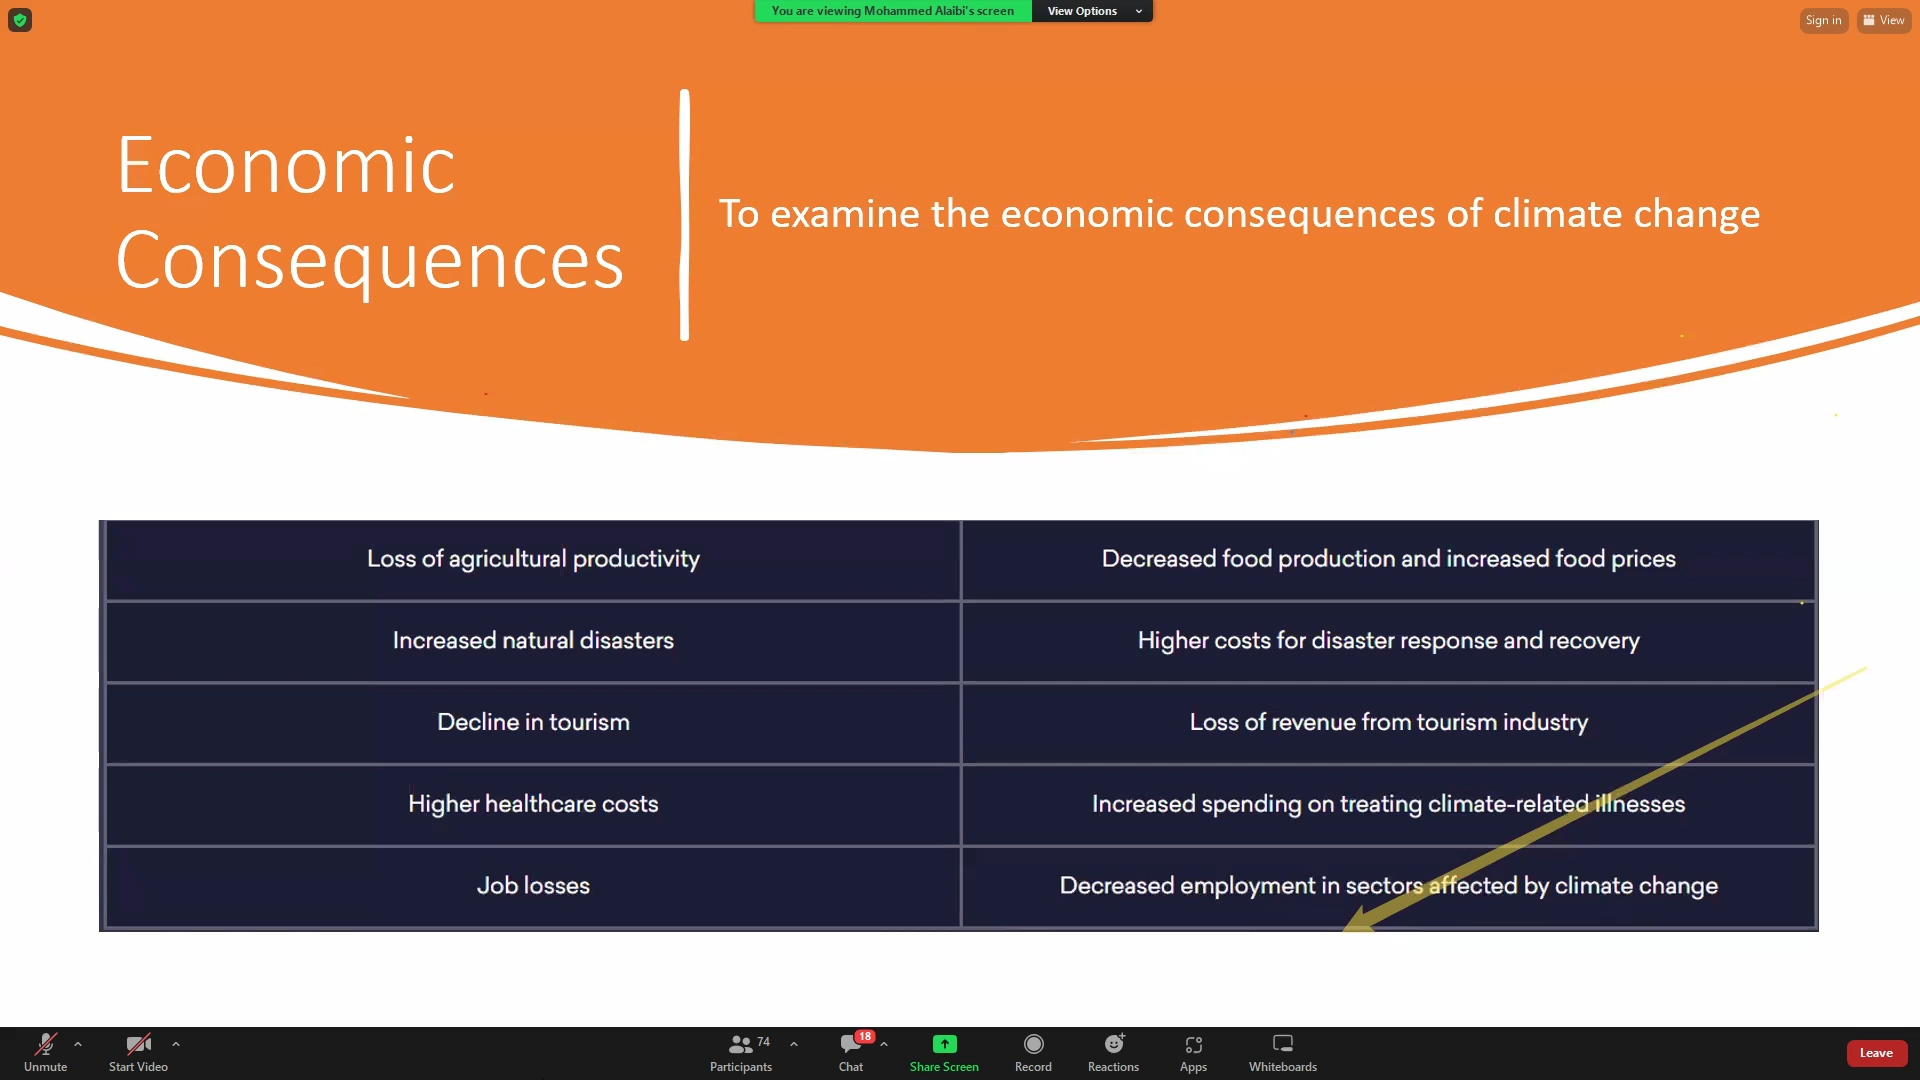 You are viewing Mohammed Alaibi's screen
View Options
Sign in
View
Economic
Consequences
To examine the economic consequences of climate change
Loss of agricultural productivity
Decreased food production and increased food prices
Increased natural disasters
Higher costs for disaster response and recovery
Decline in tourism
Loss of revenue from tourism industry
Higher healthcare costs
Increased spending on treating climate-related illnesses
Job losses
Decreased employment in sectors affected by climate change
Unmute
Start Video
74
Participants
18
Chat
Share Screen
Record
Reactions
Apps
Whiteboards
Leave